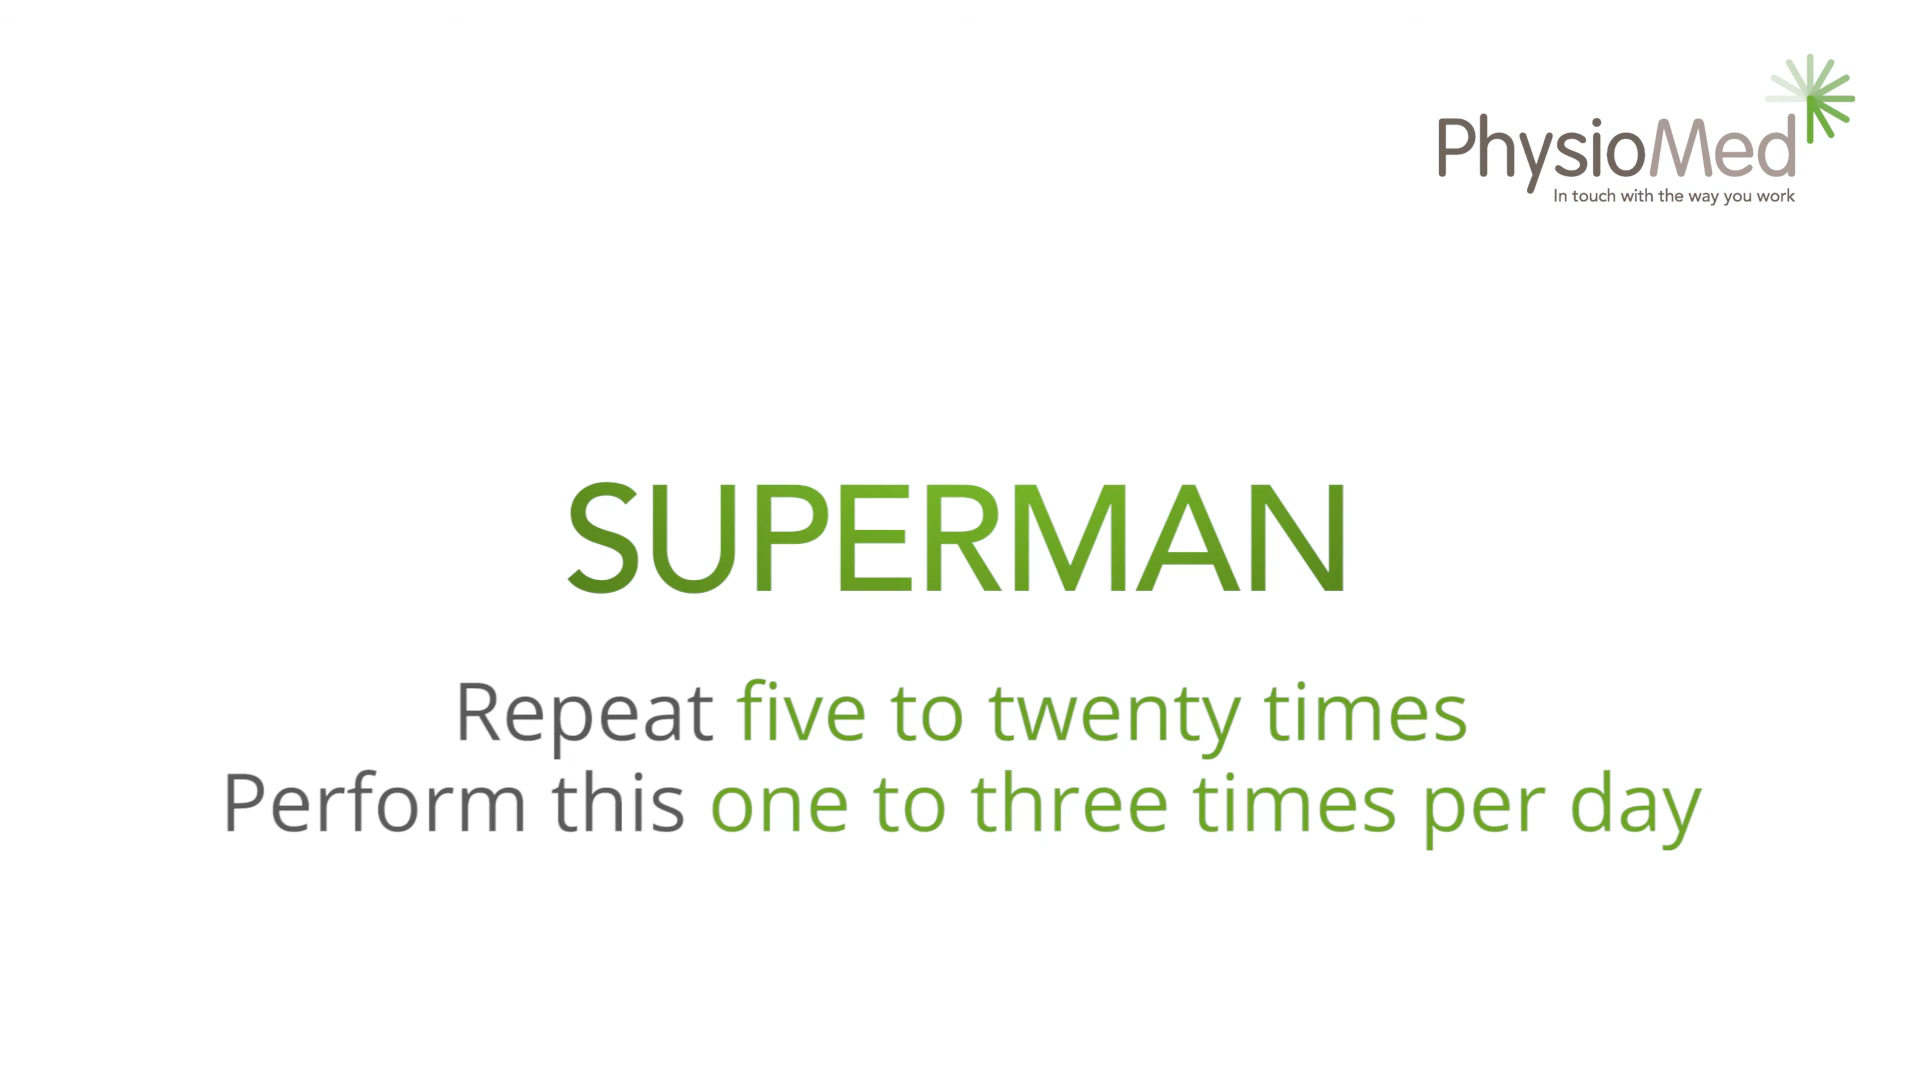 PhysioMed
In touch with the way you work
SUPERMAN
Repeat five to twenty times
Perform this one to three times per day